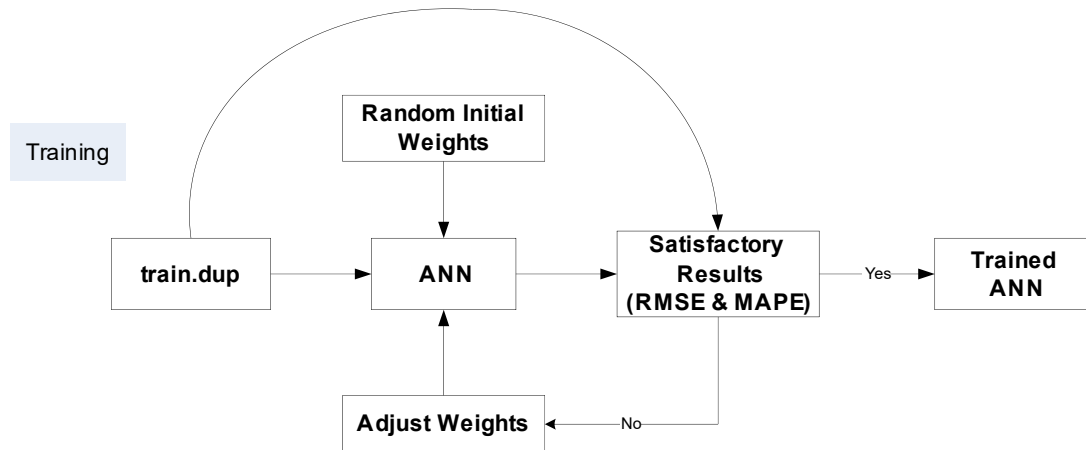 Random Initial
Weights
Training
train.dup
ANN
Satisfactory
Results
(RMSE & MAPE)
Yes
Trained
ANN
Adjust Weights
No